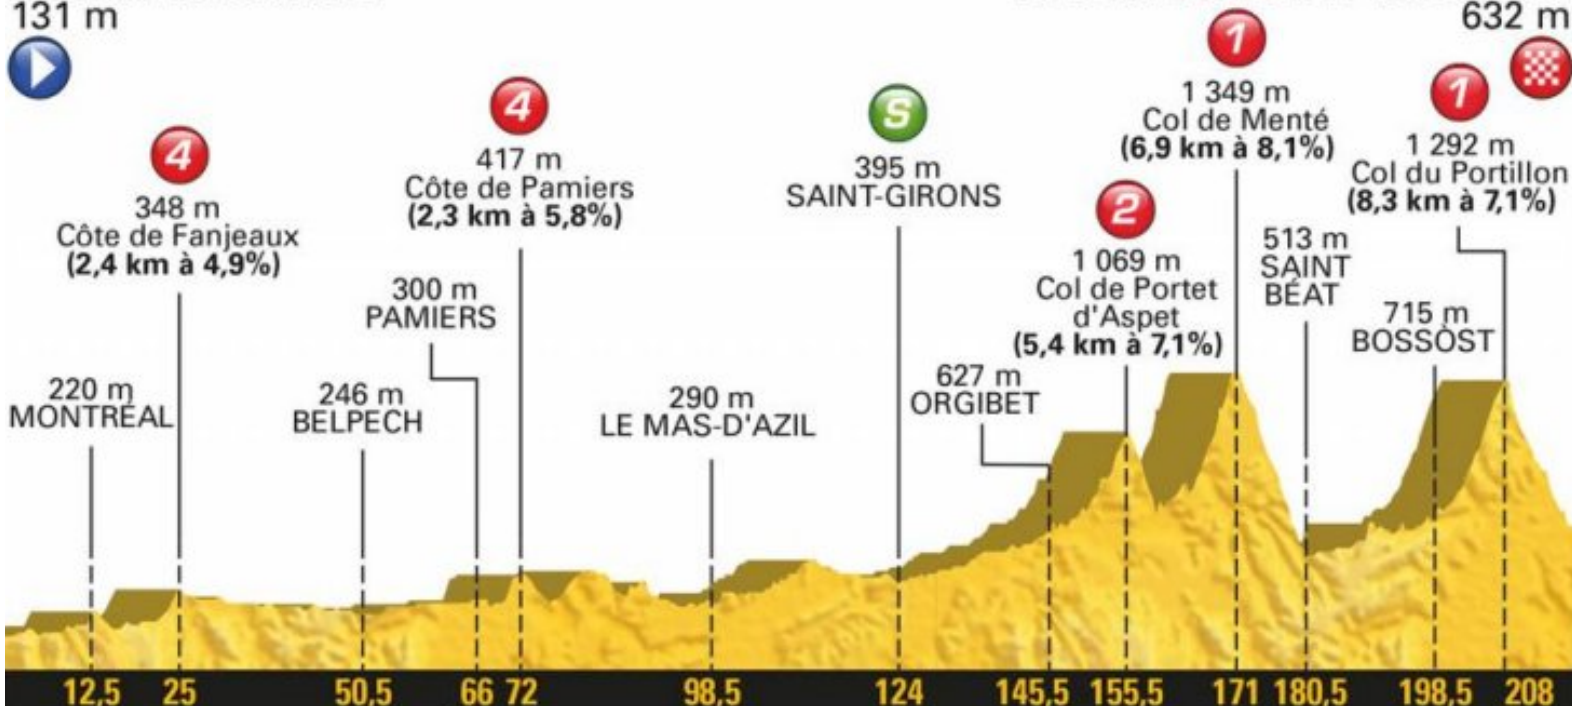 131 m
632 m
4
348 m
Côte de Fanjeaux
(2,4 km à 4,9%)
4
417 m
Côte de Pamiers
(2,3 km à 5,8%)
S
395 m
SAINT-GIRONS
1
1 349 m
Col de Menté
(6,9 km à 8,1%)
1
1 292 m
Col du Portillon
(8,3 km à 7,1%)
2
1 069 m
Col de Portet
d'Aspet
(5,4 km à 7,1%)
513 m
SAINT
BÉAT
300 m
PAMIERS
715 m
BOSSÒST
220 m
MONTRÉAL
246 m
BELPECH
290 m
LE MAS-D'AZIL
627 m
ORGIBET
12,5 25 50,5 66 72 98,5 124 145,5 155,5 171 180,5 198,5 208